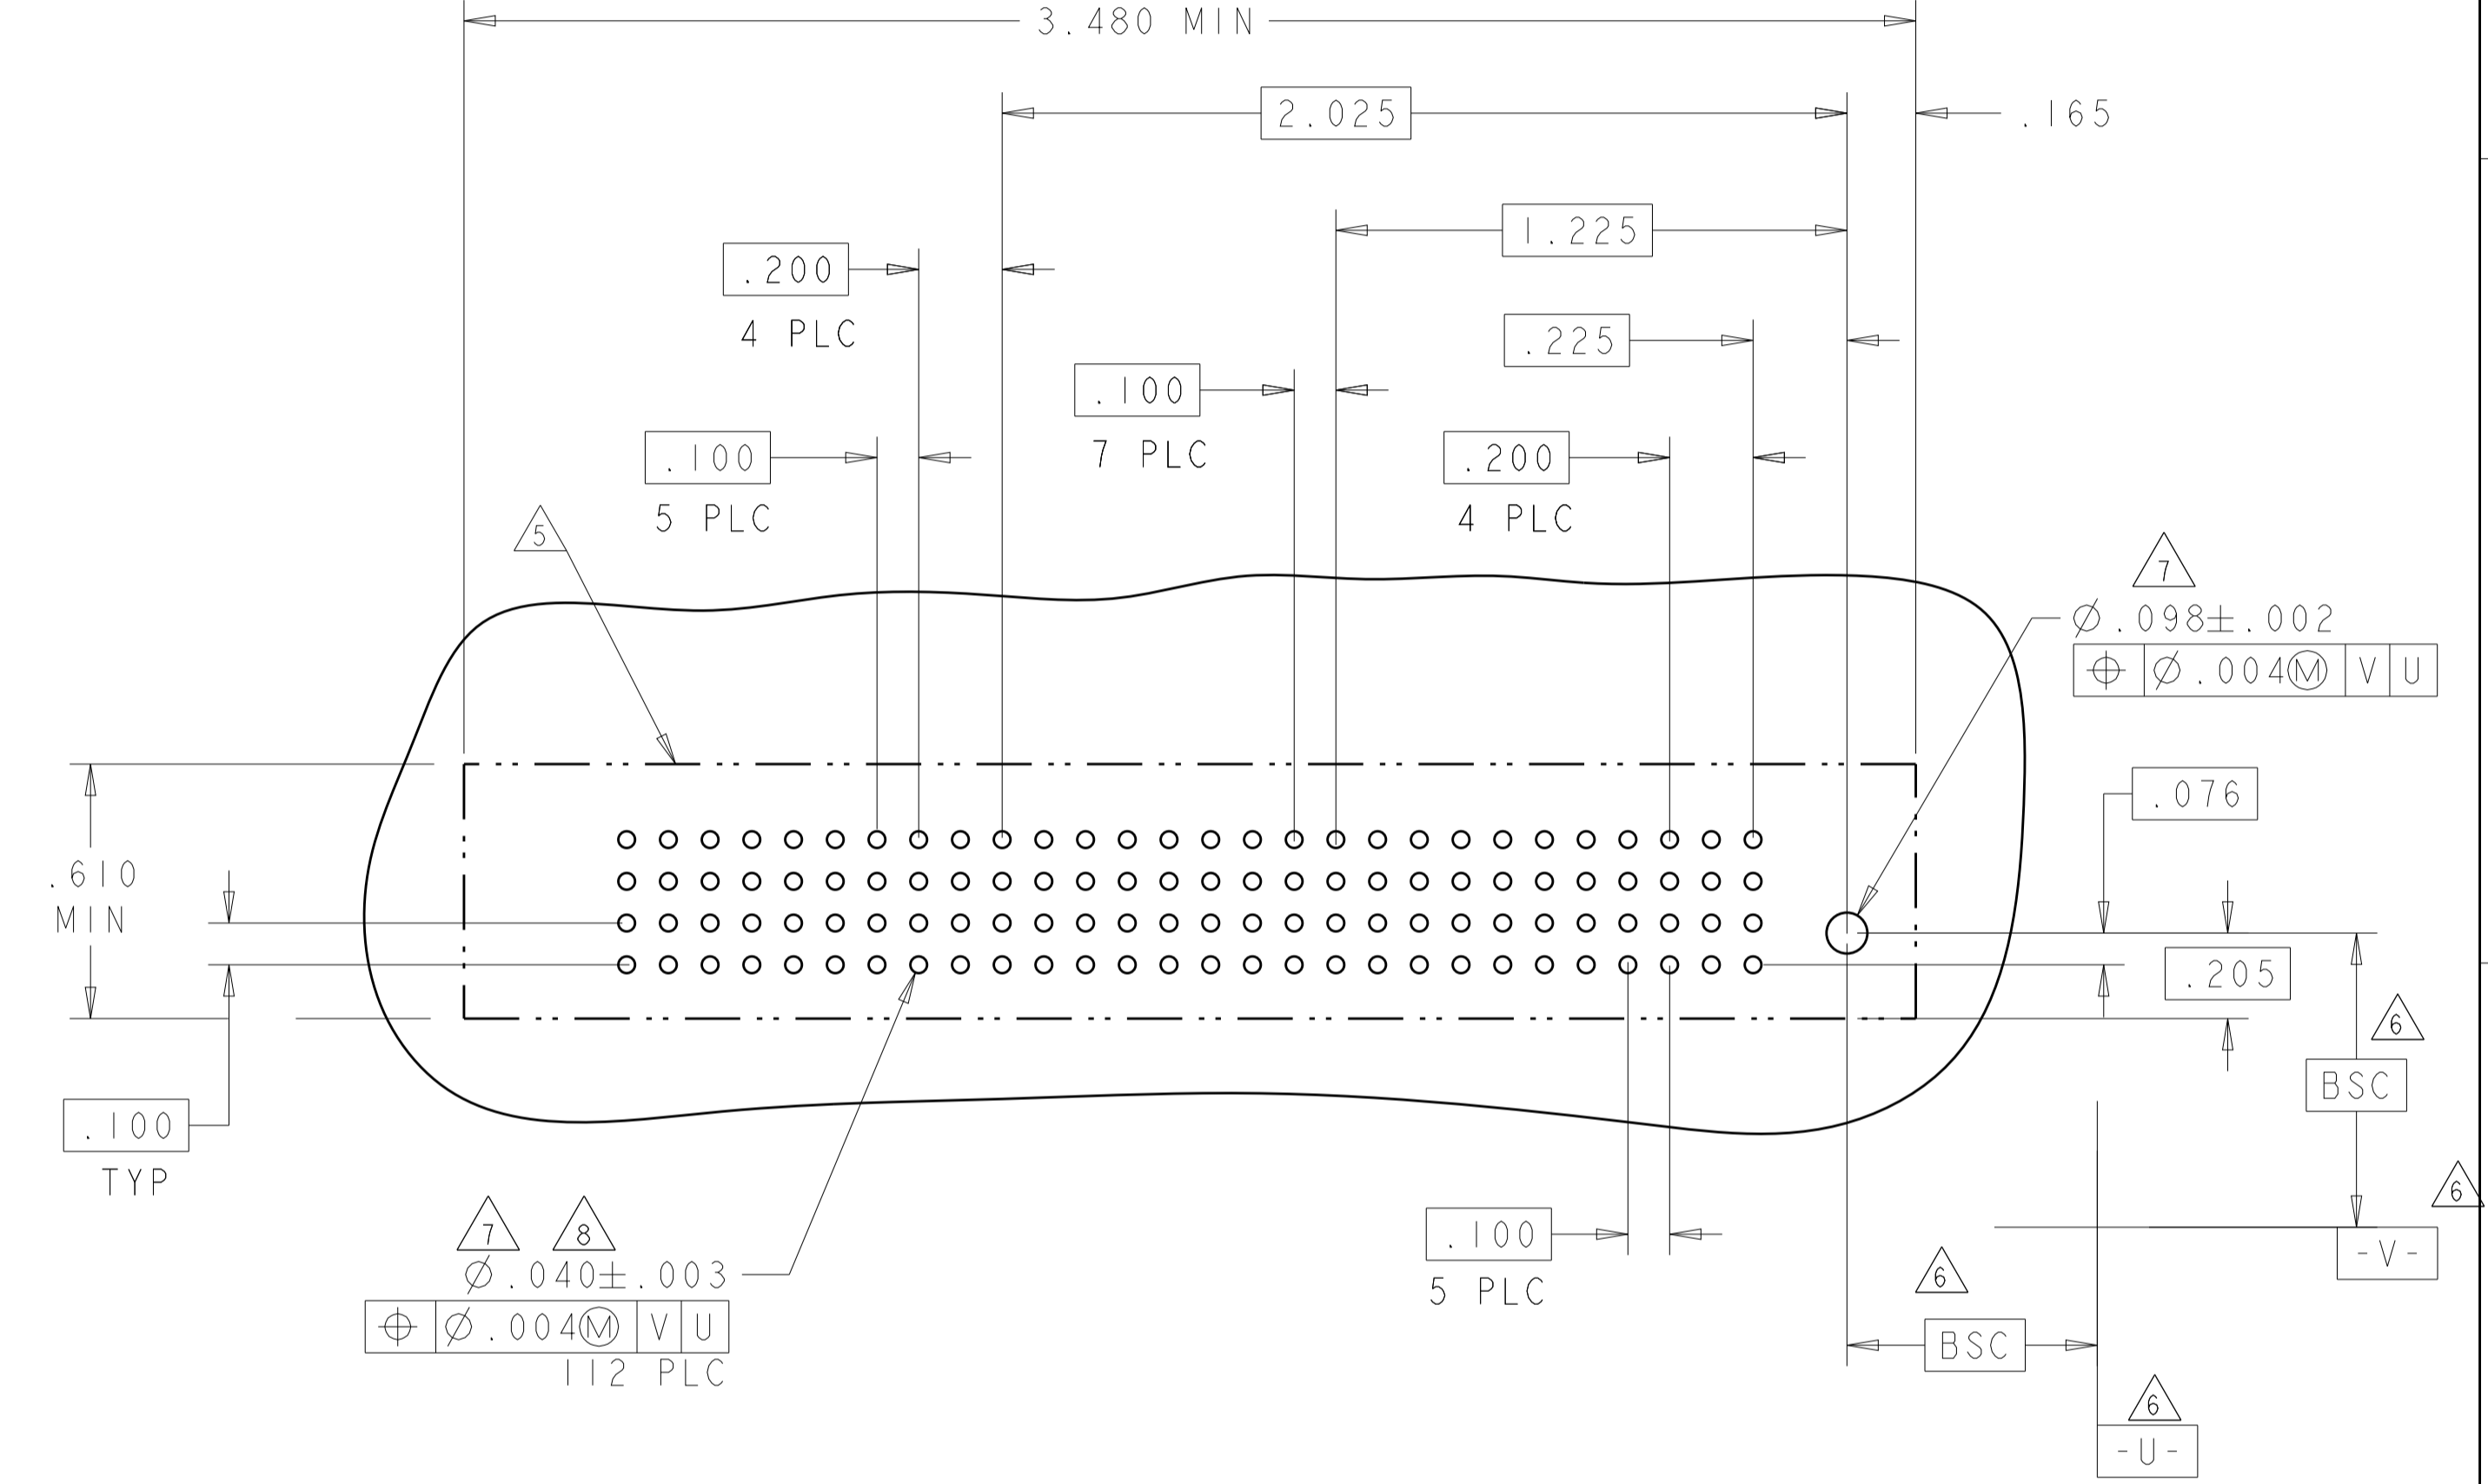 3.480 MIN
2.025
.165
1.225
.200
4 PLC
.225
.100
7 PLC
.100
5 PLC
.200
4 PLC
5
7
⌀.098±.002
⌖ ⌀.004Ⓜ V U
.076
.610
MIN
.205
6
BSC
.100
TYP
6
-V-
7 8
⌀.040±.003
⌖ ⌀.004Ⓜ V U
112 PLC
.100
5 PLC
6
BSC
6
-U-